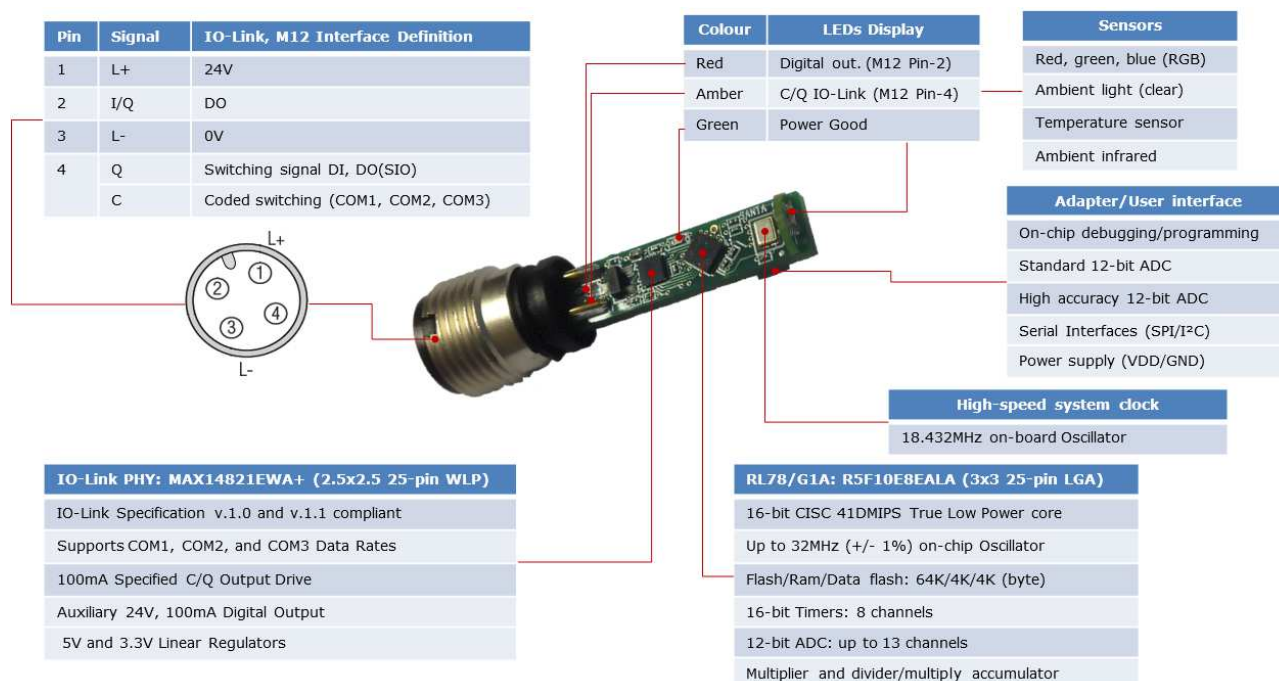 Pin Signal IO-Link, M12 Interface Definition
1 L+ 24V
2 I/Q DO
3 L- 0V
4 Q Switching signal DI, DO(SIO)
C Coded switching (COM1, COM2, COM3)
Colour LEDs Display
Red Digital out. (M12 Pin-2)
Amber C/Q IO-Link (M12 Pin-4)
Green Power Good
Sensors
Red, green, blue (RGB)
Ambient light (clear)
Temperature sensor
Ambient infrared
Adapter/User interface
On-chip debugging/programming
Standard 12-bit ADC
High accuracy 12-bit ADC
Serial Interfaces (SPI/I²C)
Power supply (VDD/GND)
L+
1
2
3
4
L-
High-speed system clock
18.432MHz on-board Oscillator
IO-Link PHY: MAX14821EWA+ (2.5x2.5 25-pin WLP)
IO-Link Specification v.1.0 and v.1.1 compliant
Supports COM1, COM2, and COM3 Data Rates
100mA Specified C/Q Output Drive
Auxiliary 24V, 100mA Digital Output
5V and 3.3V Linear Regulators
RL78/G1A: R5F10E8EALA (3x3 25-pin LGA)
16-bit CISC 41DMIPS True Low Power core
Up to 32MHz (+/- 1%) on-chip Oscillator
Flash/Ram/Data flash: 64K/4K/4K (byte)
16-bit Timers: 8 channels
12-bit ADC: up to 13 channels
Multiplier and divider/multiply accumulator